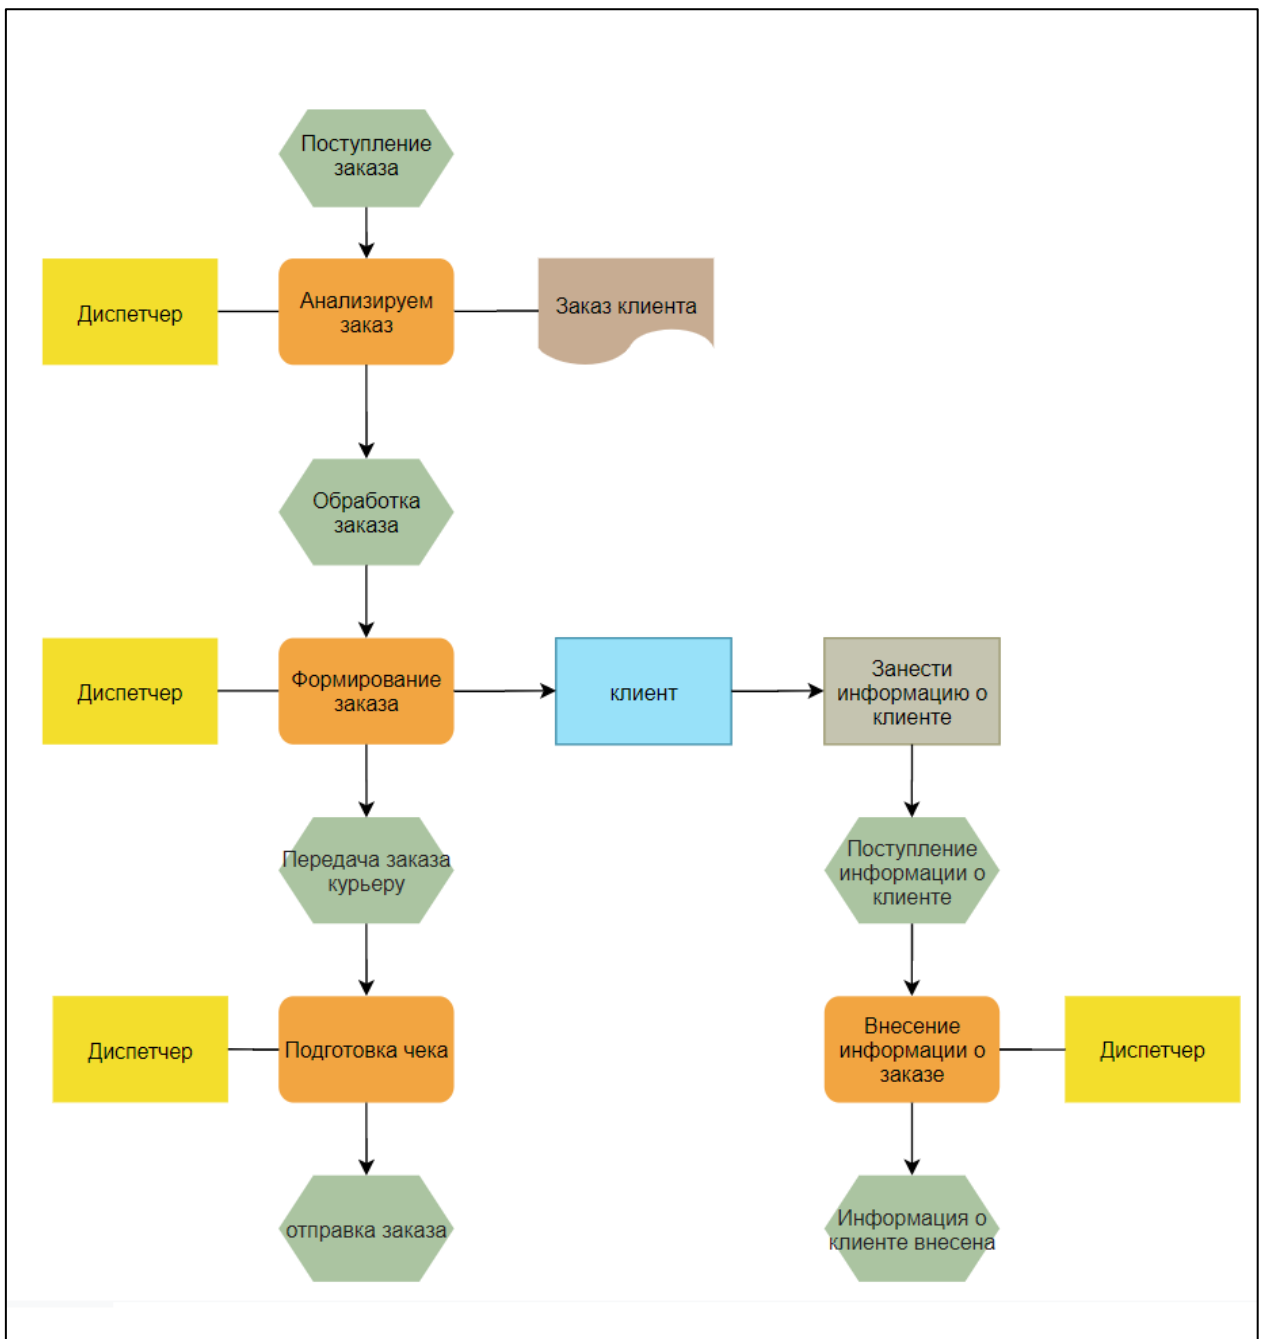 Поступление
заказа
Диспетчер
Анализируем
заказ
Заказ клиента
Обработка
заказа
Диспетчер
Формирование
заказа
клиент
Занести
информацию о
клиенте
Передача заказа
курьеру
Поступление
информации о
клиенте
Диспетчер
Подготовка чека
Внесение
информации о
заказе
Диспетчер
отправка заказа
Информация о
клиенте внесена